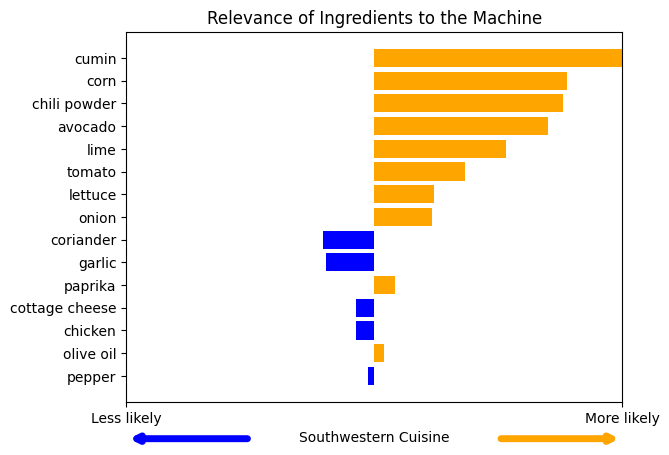 Relevance of Ingredients to the Machine
cumin
corn
chili powder
avocado
lime
tomato
lettuce
onion
coriander
garlic
paprika
cottage cheese
chicken
olive oil
pepper
Less likely More likely
Southwestern Cuisine